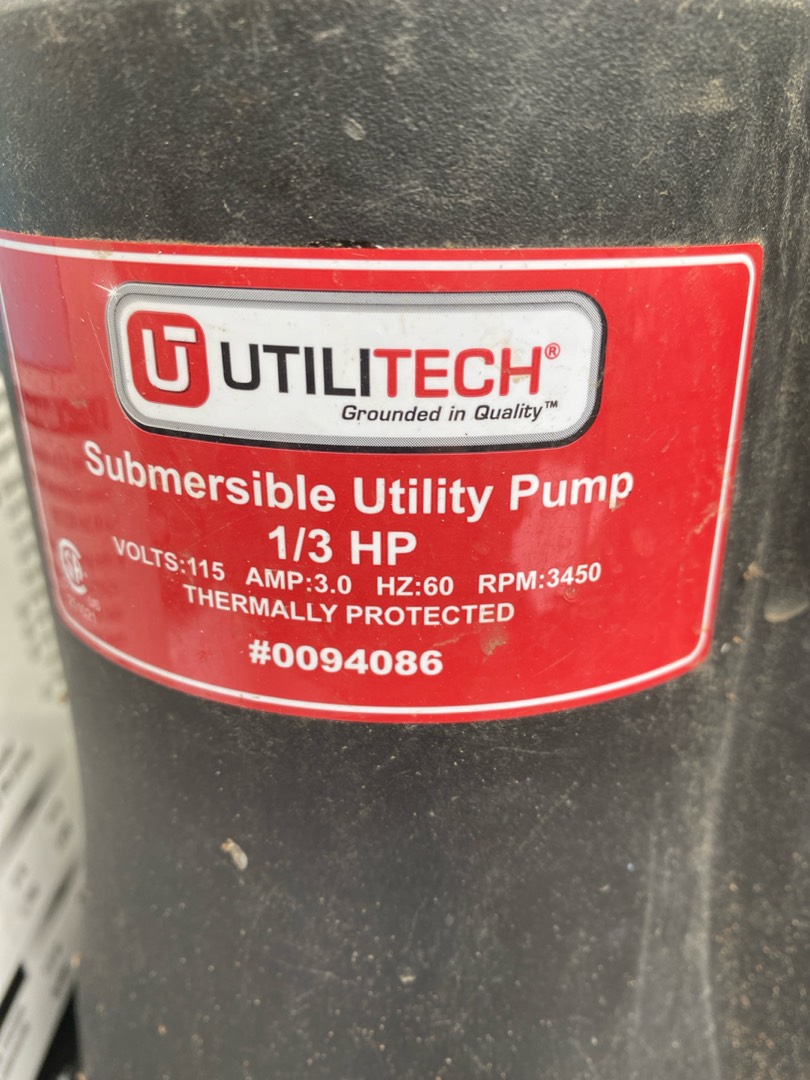 UTILITECH®
Grounded in Quality™
Submersible Utility Pump
1/3 HP
VOLTS:115 AMP:3.0 HZ:60 RPM:3450
THERMALLY PROTECTED
#0094086